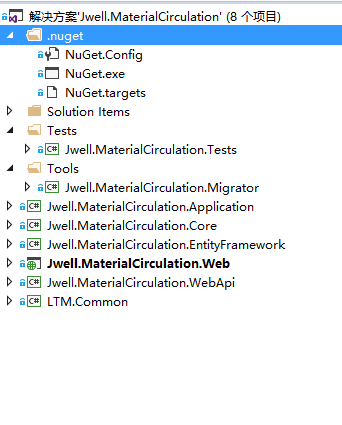 解决方案'Jwell.MaterialCirculation' (8 个项目)
.nuget
NuGet.Config
NuGet.exe
NuGet.targets
Solution Items
Tests
C# Jwell.MaterialCirculation.Tests
Tools
C# Jwell.MaterialCirculation.Migrator
C# Jwell.MaterialCirculation.Application
C# Jwell.MaterialCirculation.Core
C# Jwell.MaterialCirculation.EntityFramework
Jwell.MaterialCirculation.Web
C# Jwell.MaterialCirculation.WebApi
C# LTM.Common